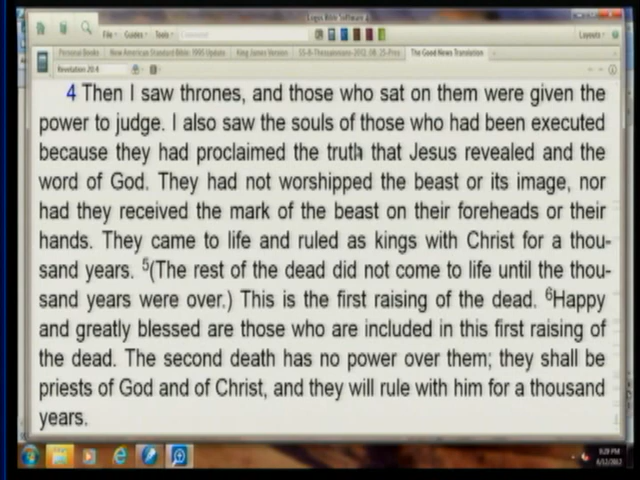 Logos Bible Software 4
File Guides Tools Command Layouts
Personal Books New American Standard Bible: 1995 Update King James Version The Good News Translation
Revelation 20:4
4 Then I saw thrones, and those who sat on them were given the
power to judge. I also saw the souls of those who had been executed
because they had proclaimed the truth that Jesus revealed and the
word of God. They had not worshipped the beast or its image, nor
had they received the mark of the beast on their foreheads or their
hands. They came to life and ruled as kings with Christ for a thou-
sand years. 5(The rest of the dead did not come to life until the thou-
sand years were over.) This is the first raising of the dead. 6Happy
and greatly blessed are those who are included in this first raising of
the dead. The second death has no power over them; they shall be
priests of God and of Christ, and they will rule with him for a thousand
years.
8:29 PM